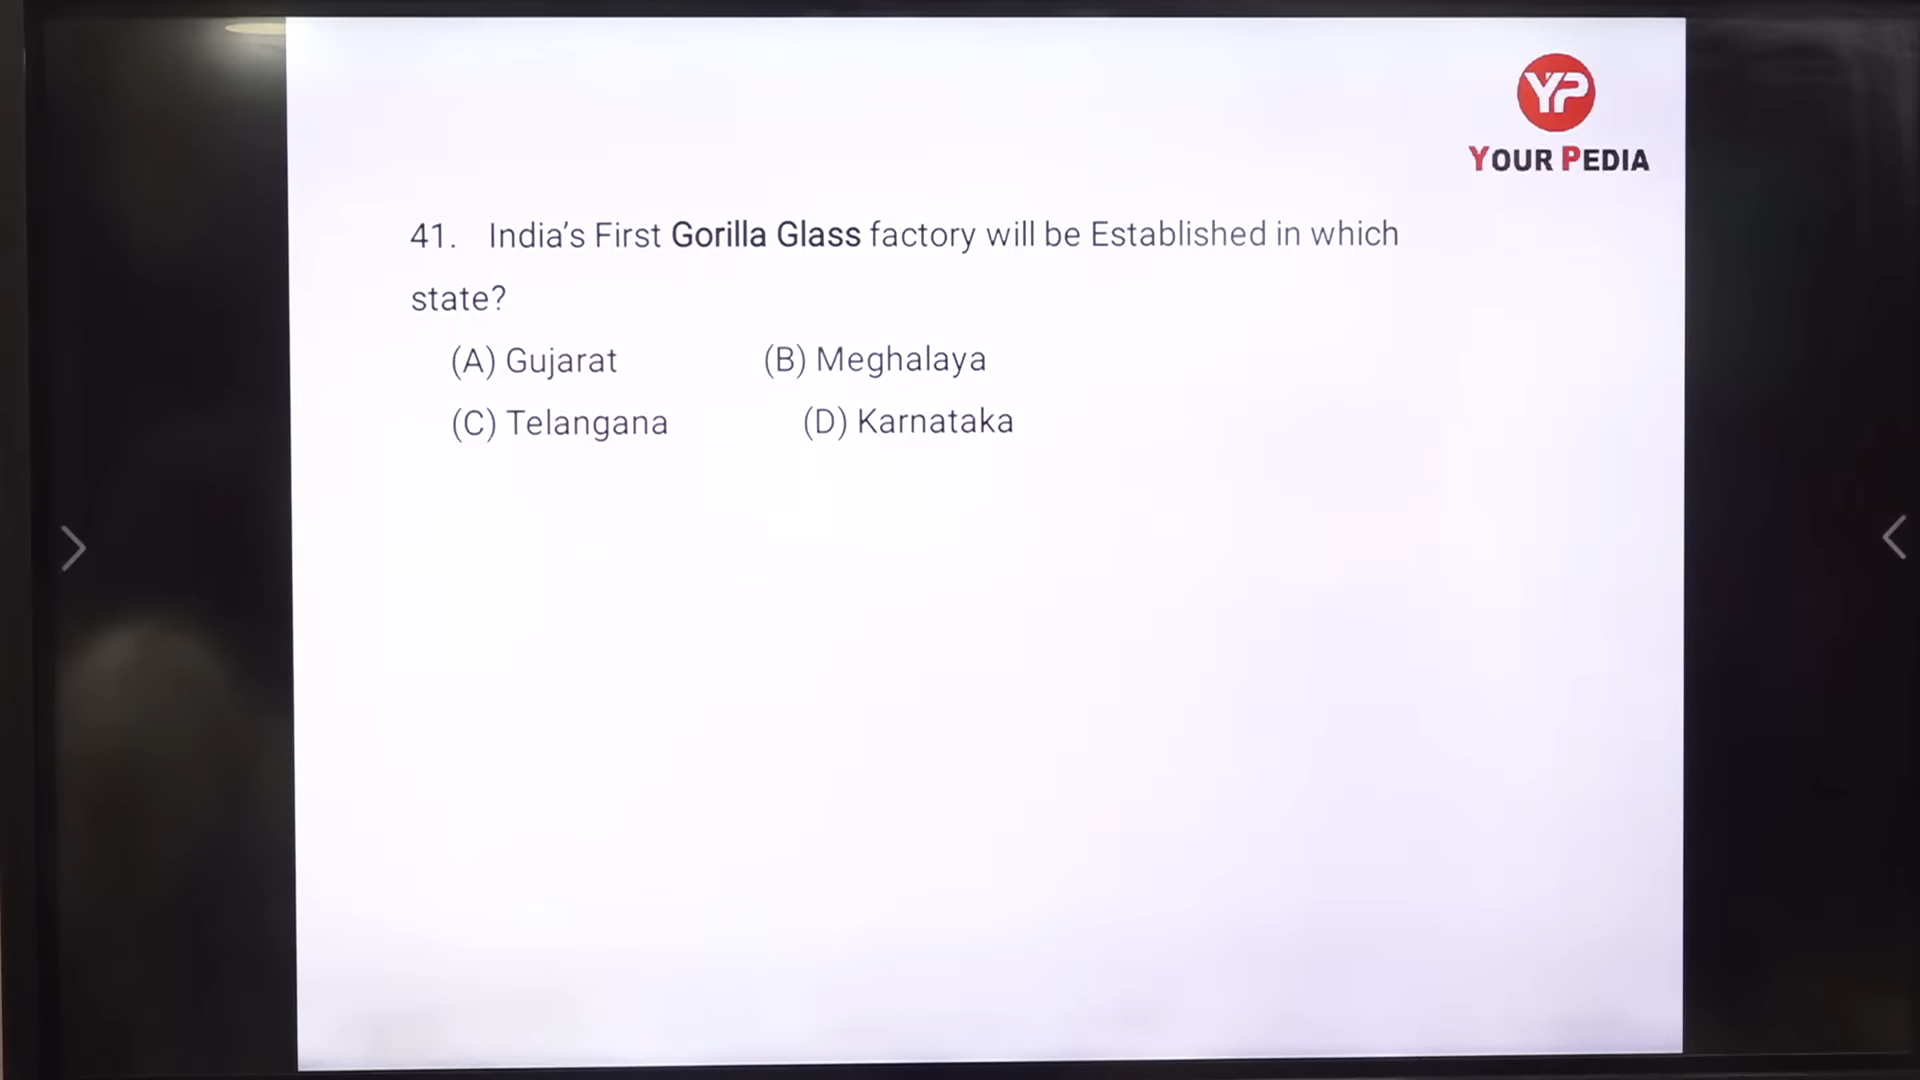 YP
YOUR PEDIA
41. India's First Gorilla Glass factory will be Established in which
state?
(A) Gujarat (B) Meghalaya
(C) Telangana (D) Karnataka